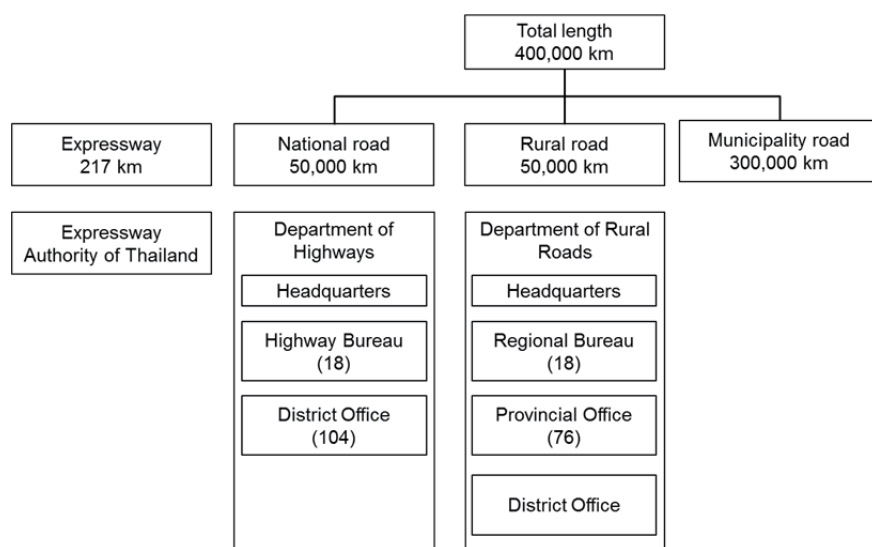 Total length
400,000 km
Expressway
217 km
National road
50,000 km
Rural road
50,000 km
Municipality road
300,000 km
Expressway
Authority of Thailand
Department of
Highways
Headquarters
Highway Bureau
(18)
District Office
(104)
Department of Rural
Roads
Headquarters
Regional Bureau
(18)
Provincial Office
(76)
District Office